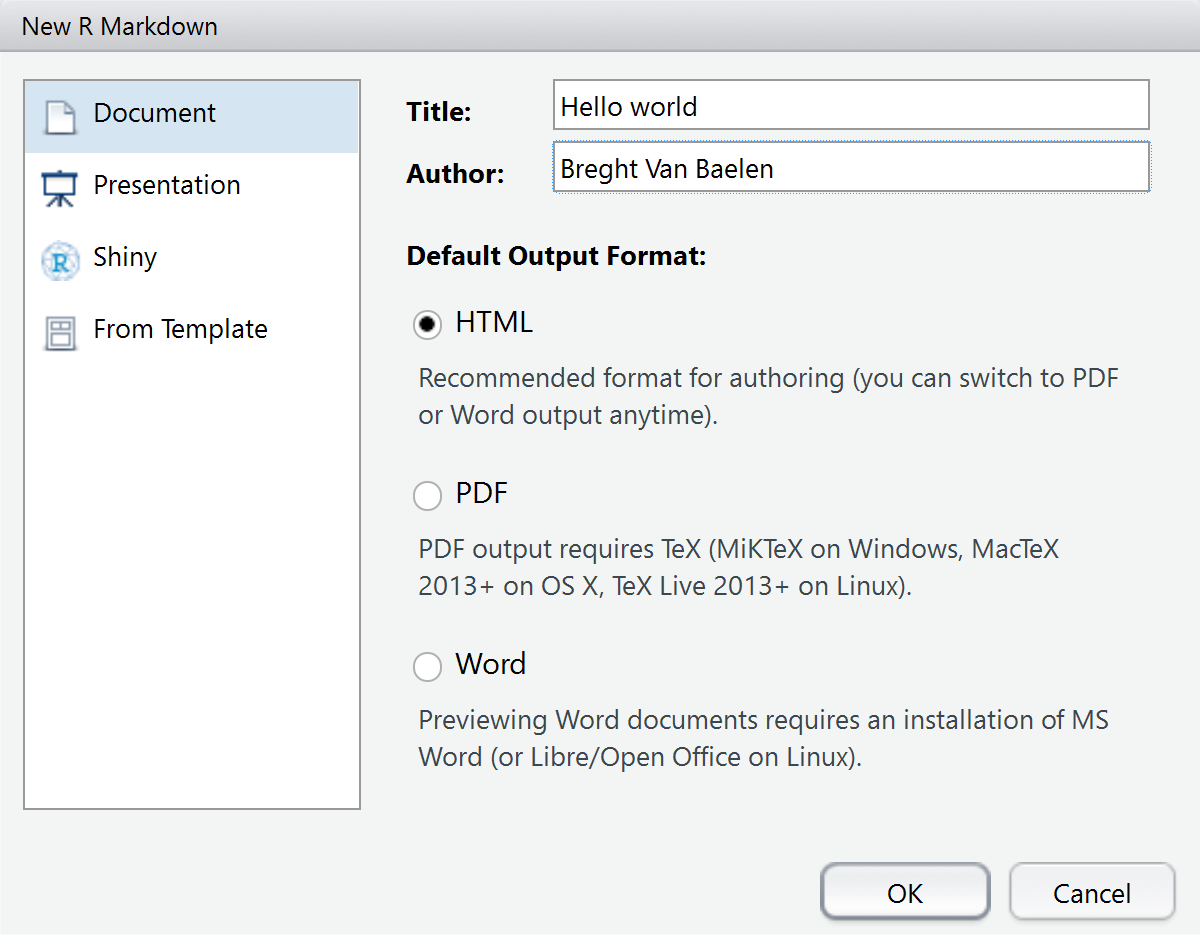 New R Markdown
Document
Presentation
Shiny
From Template
Title:
Hello world
Author:
Breght Van Baelen
Default Output Format:
HTML
Recommended format for authoring (you can switch to PDF
or Word output anytime).
PDF
PDF output requires TeX (MiKTeX on Windows, MacTeX
2013+ on OS X, TeX Live 2013+ on Linux).
Word
Previewing Word documents requires an installation of MS
Word (or Libre/Open Office on Linux).
OK
Cancel